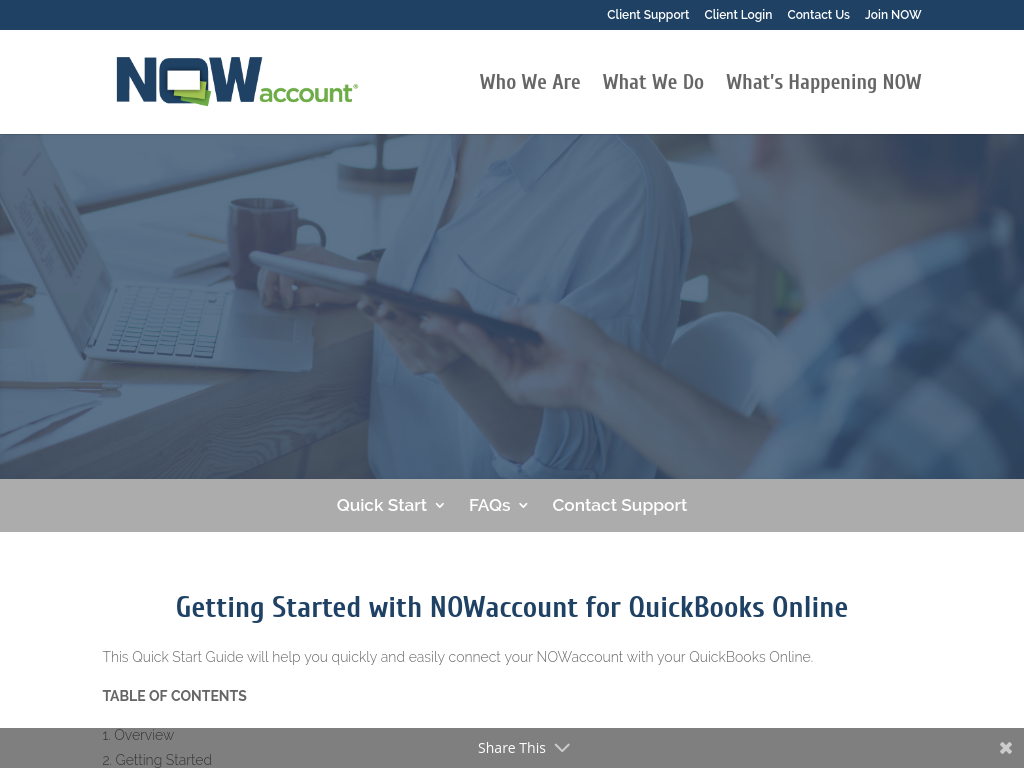 Client Support Client Login Contact Us Join NOW
NOWaccount®
Who We Are What We Do What's Happening NOW
Quick Start FAQs Contact Support
Getting Started with NOWaccount for QuickBooks Online
This Quick Start Guide will help you quickly and easily connect your NOWaccount with your QuickBooks Online.
TABLE OF CONTENTS
1. Overview
Share This
2. Getting Started